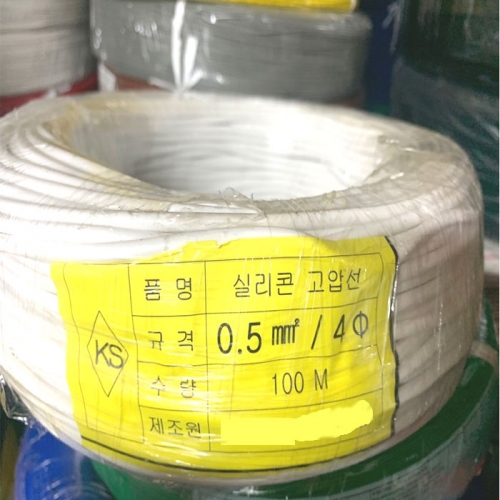 KS
품 명 실리콘 고압선
규 격 0.5㎟ / 4Φ
수 량 100 M
제조원